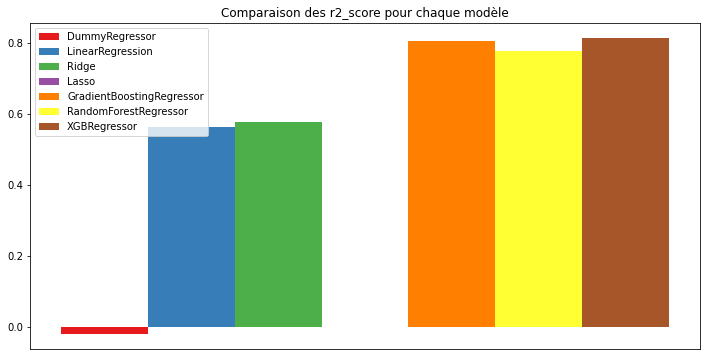 Comparaison des r2_score pour chaque modèle
DummyRegressor
LinearRegression
Ridge
Lasso
GradientBoostingRegressor
RandomForestRegressor
XGBRegressor
0.8
0.6
0.4
0.2
0.0